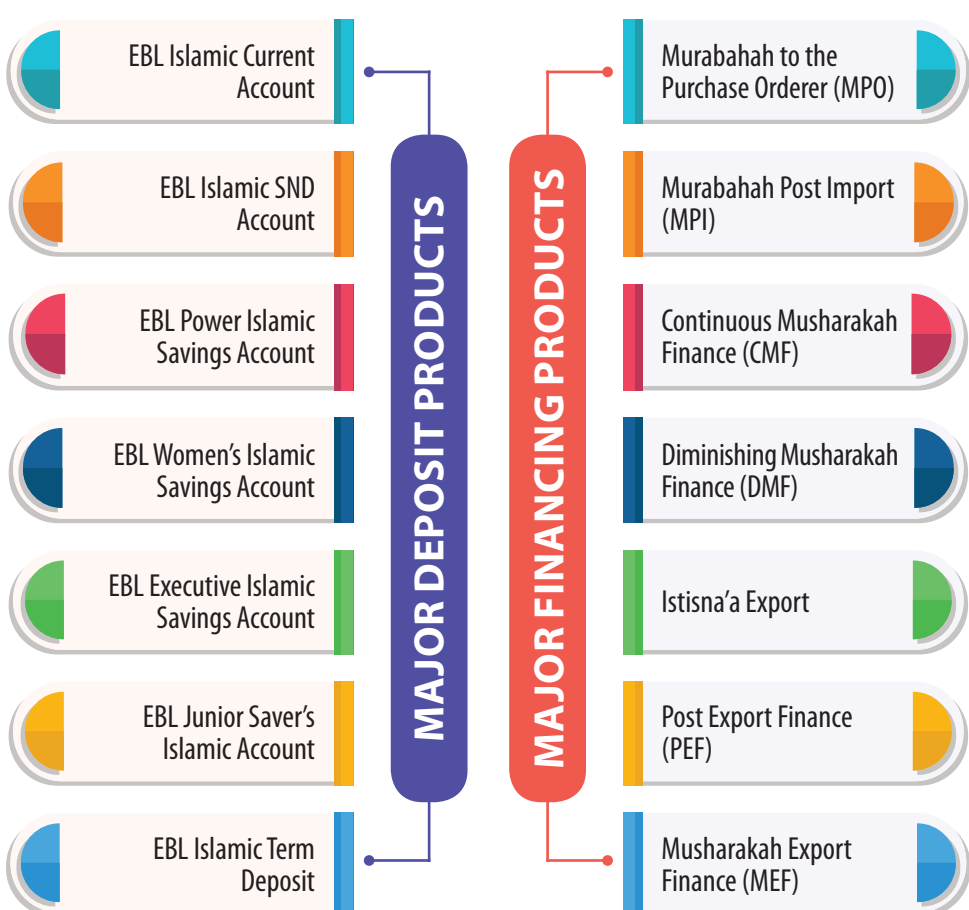 EBL Islamic Current
Account
EBL Islamic SND
Account
EBL Power Islamic
Savings Account
EBL Women’s Islamic
Savings Account
EBL Executive Islamic
Savings Account
EBL Junior Saver’s
Islamic Account
EBL Islamic Term
Deposit
MAJOR DEPOSIT PRODUCTS
MAJOR FINANCING PRODUCTS
Murabahah to the
Purchase Orderer (MPO)
Murabahah Post Import
(MPI)
Continuous Musharakah
Finance (CMF)
Diminishing Musharakah
Finance (DMF)
Istisna’a Export
Post Export Finance
(PEF)
Musharakah Export
Finance (MEF)